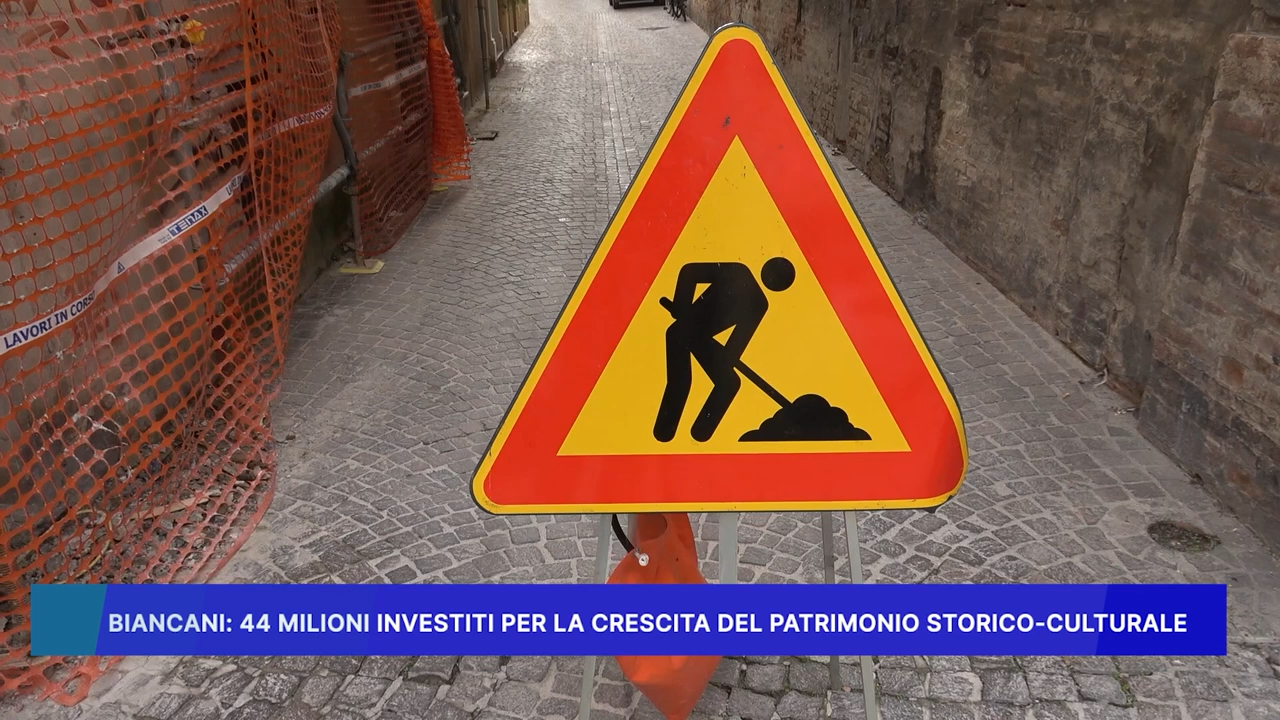 LAVORI IN CORSO
TENAX
BIANCANI: 44 MILIONI INVESTITI PER LA CRESCITA DEL PATRIMONIO STORICO-CULTURALE